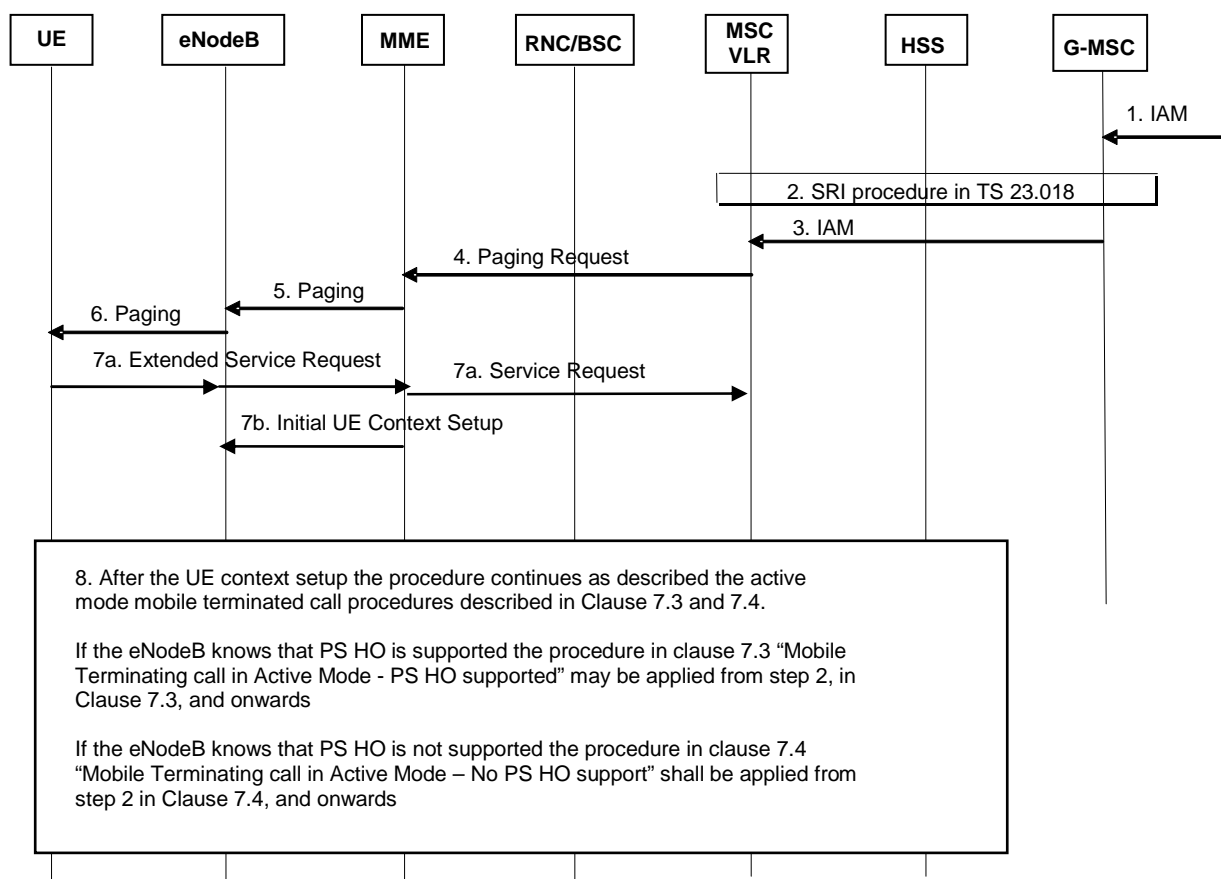 UE
eNodeB
MME
RNC/BSC
MSC
VLR
HSS
G-MSC
1. IAM
2. SRI procedure in TS 23.018
3. IAM
4. Paging Request
5. Paging
6. Paging
7a. Extended Service Request
7a. Service Request
7b. Initial UE Context Setup
8. After the UE context setup the procedure continues as described the active
mode mobile terminated call procedures described in Clause 7.3 and 7.4.
If the eNodeB knows that PS HO is supported the procedure in clause 7.3 “Mobile
Terminating call in Active Mode - PS HO supported” may be applied from step 2, in
Clause 7.3, and onwards
If the eNodeB knows that PS HO is not supported the procedure in clause 7.4
“Mobile Terminating call in Active Mode – No PS HO support” shall be applied from
step 2 in Clause 7.4, and onwards